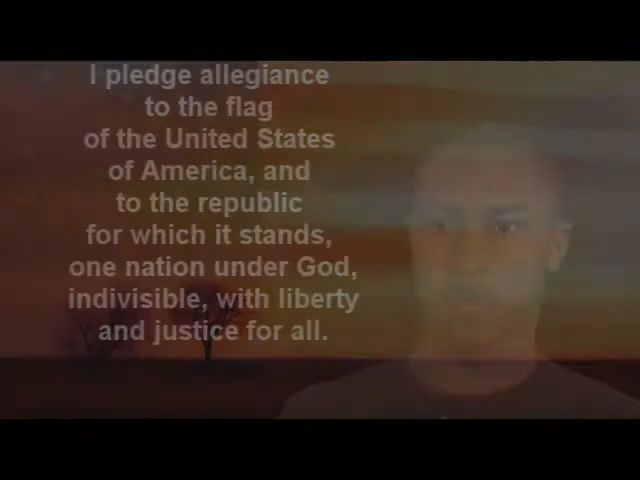 I pledge allegiance
to the flag
of the United States
of America, and
to the republic
for which it stands,
one nation under God,
indivisible, with liberty
and justice for all.